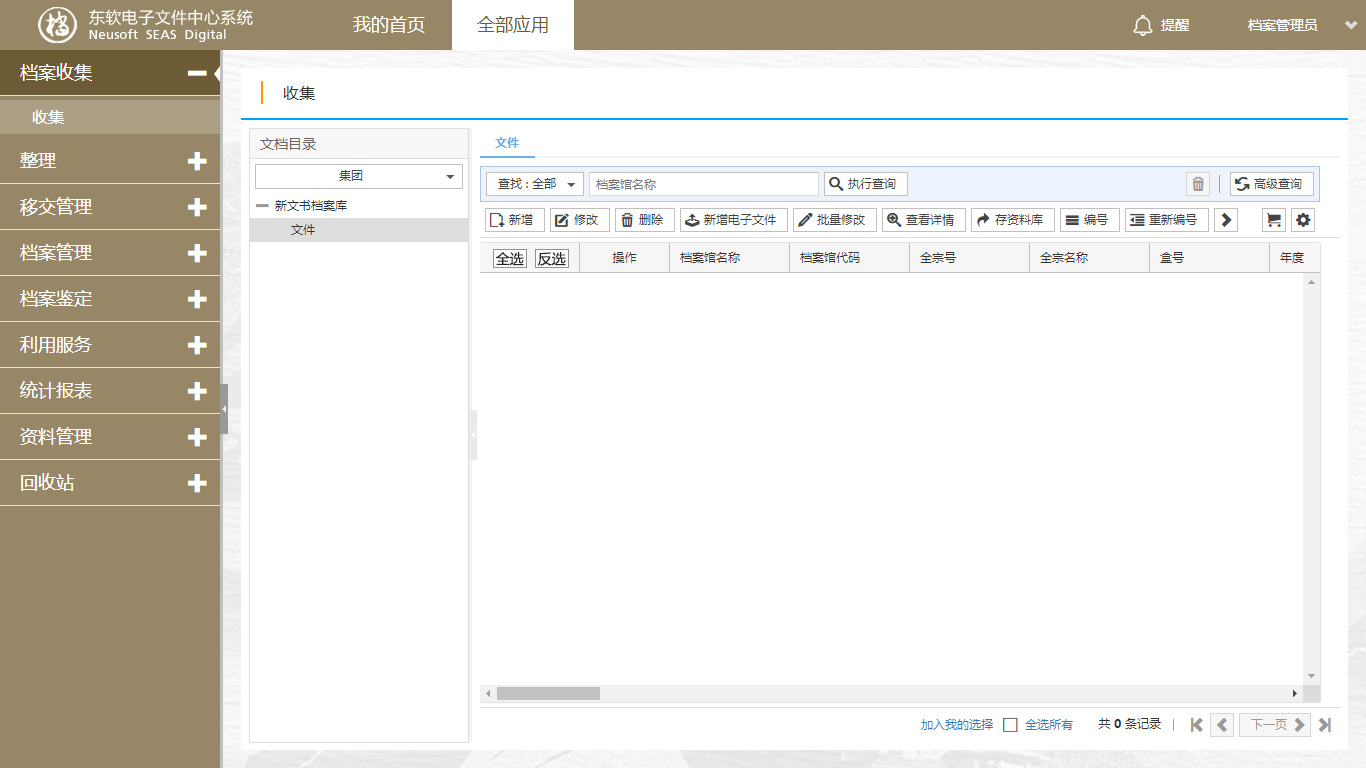 东软电子文件中心系统
Neusoft SEAS Digital
我的首页
全部应用
提醒
档案管理员
档案收集
收集
整理
移交管理
档案管理
档案鉴定
利用服务
统计报表
资料管理
回收站
收集
文档目录
集团
新文书档案库
文件
文件
查找：全部
档案馆名称
执行查询
高级查询
新增
修改
删除
新增电子文件
批量修改
查看详情
存资料库
编号
重新编号
全选 反选 操作 档案馆名称 档案馆代码 全宗号 全宗名称 盒号 年度
加入我的选择 全选所有 共 0 条记录 | 下一页